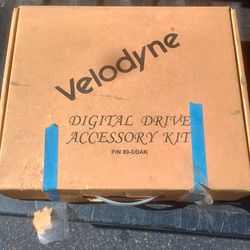 Velodyne
DIGITAL DRIVE
ACCESSORY KIT
P/N 80-DDAK